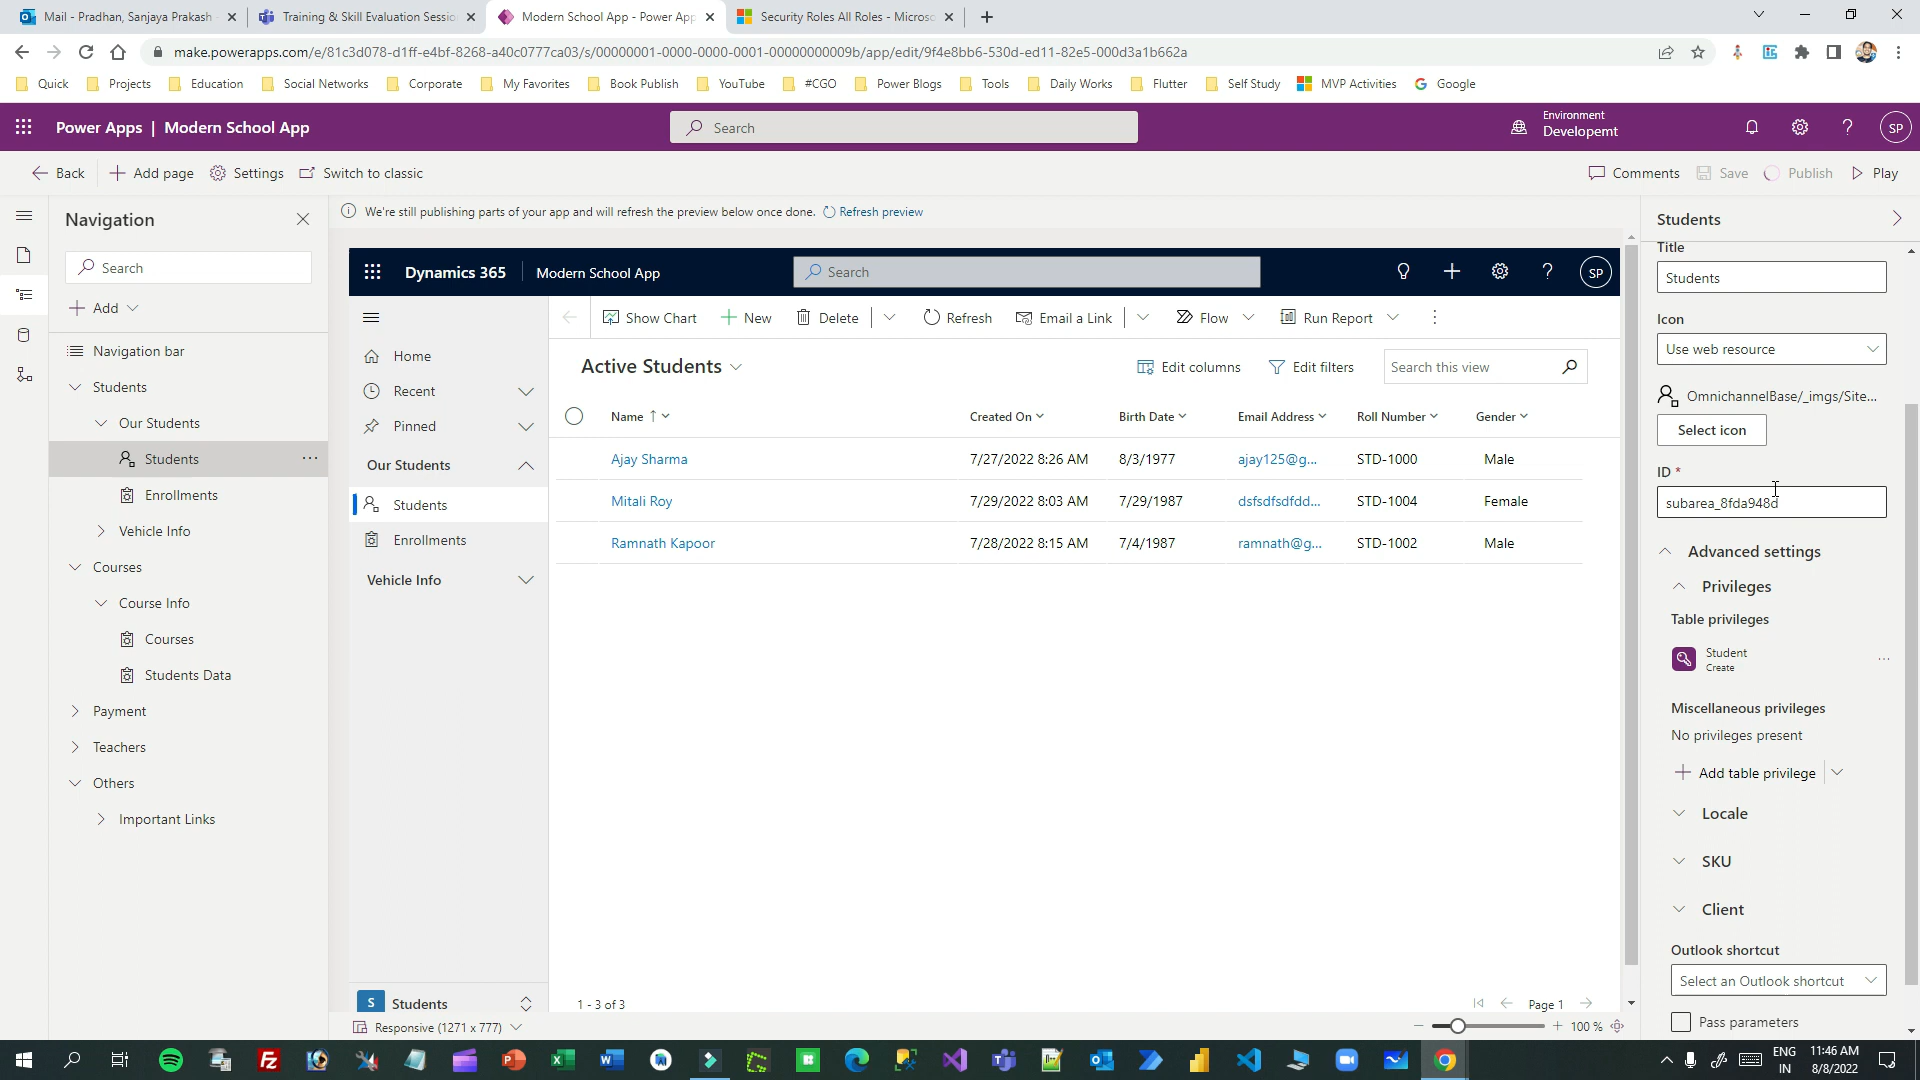 Mail - Pradhan, Sanjaya Prakash
Training & Skill Evaluation Sessio
Modern School App - Power App
Security Roles All Roles - Microso
make.powerapps.com/e/81c3d078-d1ff-e4bf-8268-a40c0777ca03/s/00000001-0000-0000-0001-00000000009b/app/edit/9f4e8bb6-530d-ed11-82e5-000d3a1b662a
Quick
Projects
Education
Social Networks
Corporate
My Favorites
Book Publish
YouTube
#CGO
Power Blogs
Tools
Daily Works
Flutter
Self Study
MVP Activities
Google
Power Apps | Modern School App
Search
Environment
Developemt
SP
Back
Add page
Settings
Switch to classic
Comments
Save
Publish
Play
Navigation
Search
Add
Navigation bar
Students
Our Students
Students
Enrollments
Vehicle Info
Courses
Course Info
Courses
Students Data
Payment
Teachers
Others
Important Links
We're still publishing parts of your app and will refresh the preview below once done.
Refresh preview
Dynamics 365
Modern School App
Search
SP
Home
Recent
Pinned
Our Students
Students
Enrollments
Vehicle Info
S Students
Show Chart
New
Delete
Refresh
Email a Link
Flow
Run Report
Active Students
Edit columns
Edit filters
Search this view
Name ↑ Created On Birth Date Email Address Roll Number Gender
Ajay Sharma 7/27/2022 8:26 AM 8/3/1977 ajay125@g... STD-1000 Male
Mitali Roy 7/29/2022 8:03 AM 7/29/1987 dsfsdfsdfdd... STD-1004 Female
Ramnath Kapoor 7/28/2022 8:15 AM 7/4/1987 ramnath@g... STD-1002 Male
1 - 3 of 3
Page 1
Responsive (1271 x 777)
100 %
Students
Title
Students
Icon
Use web resource
OmnichannelBase/_imgs/Site...
Select icon
ID *
subarea_8fda948d
Advanced settings
Privileges
Table privileges
Student
Create
Miscellaneous privileges
No privileges present
Add table privilege
Locale
SKU
Client
Outlook shortcut
Select an Outlook shortcut
Pass parameters
ENG
IN
11:46 AM
8/8/2022